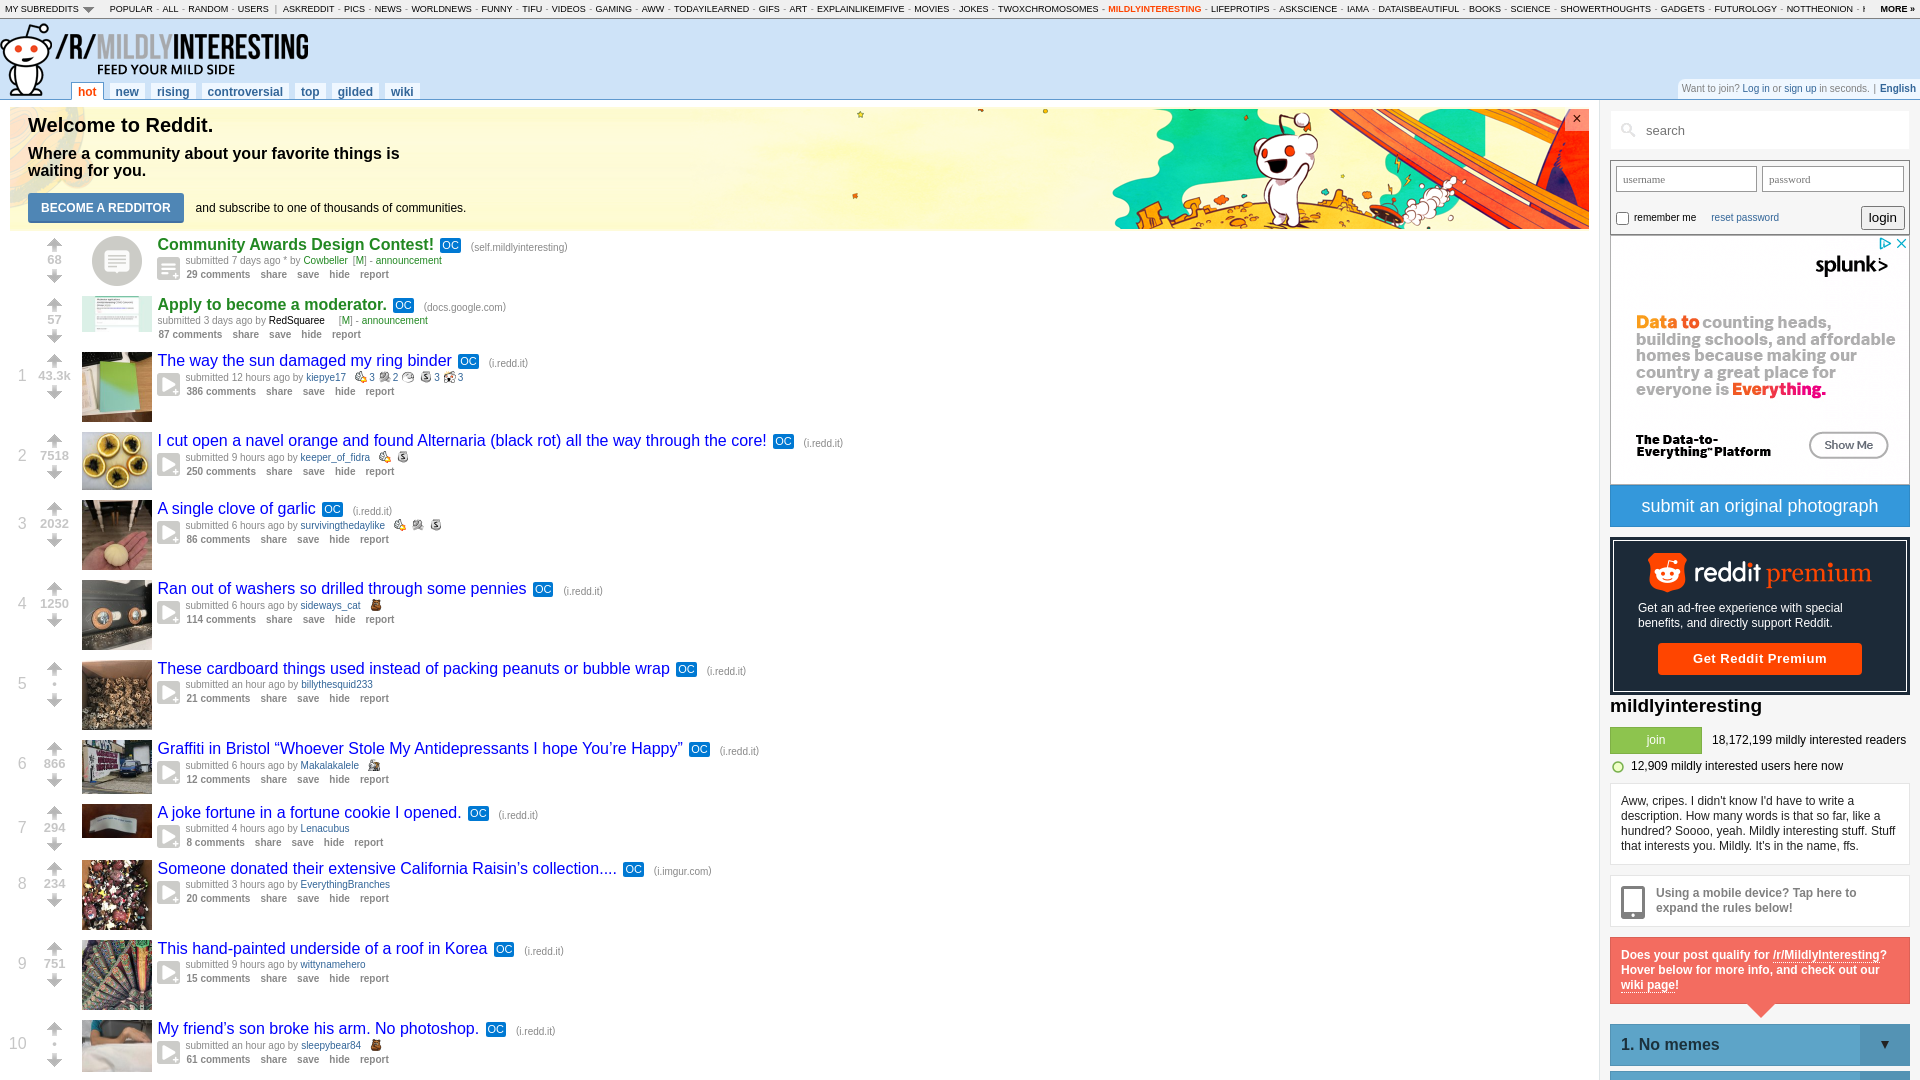 MY SUBREDDITS POPULAR - ALL - RANDOM - USERS | ASKREDDIT - PICS - NEWS - WORLDNEWS - FUNNY - TIFU - VIDEOS - GAMING - AWW - TODAYILEARNED - GIFS - ART - EXPLAINLIKEIMFIVE - MOVIES - JOKES - TWOXCHROMOSOMES - MILDLYINTERESTING - LIFEPROTIPS - ASKSCIENCE - IAMA - DATAISBEAUTIFUL - BOOKS - SCIENCE - SHOWERTHOUGHTS - GADGETS - FUTUROLOGY - NOTTHEONION - MORE »
/R/MILDLYINTERESTING
FEED YOUR MILD SIDE
hot new rising controversial top gilded wiki
Want to join? Log in or sign up in seconds. | English
Welcome to Reddit.
Where a community about your favorite things is
waiting for you.
BECOME A REDDITOR and subscribe to one of thousands of communities.
×
68
Community Awards Design Contest! OC (self.mildlyinteresting)
submitted 7 days ago * by Cowbeller [M] - announcement
29 comments share save hide report
57
Apply to become a moderator. OC (docs.google.com)
submitted 3 days ago by RedSquaree [M] - announcement
87 comments share save hide report
1 43.3k
The way the sun damaged my ring binder OC (i.redd.it)
submitted 12 hours ago by kiepye17 3 2 3 3
386 comments share save hide report
2 7518
I cut open a navel orange and found Alternaria (black rot) all the way through the core! OC (i.redd.it)
submitted 9 hours ago by keeper_of_fidra
250 comments share save hide report
3 2032
A single clove of garlic OC (i.redd.it)
submitted 6 hours ago by survivingthedaylike
86 comments share save hide report
4 1250
Ran out of washers so drilled through some pennies OC (i.redd.it)
submitted 6 hours ago by sideways_cat
114 comments share save hide report
5 •
These cardboard things used instead of packing peanuts or bubble wrap OC (i.redd.it)
submitted an hour ago by billythesquid233
21 comments share save hide report
6 866
Graffiti in Bristol “Whoever Stole My Antidepressants I hope You’re Happy” OC (i.redd.it)
submitted 6 hours ago by Makalakalele
12 comments share save hide report
7 294
A joke fortune in a fortune cookie I opened. OC (i.redd.it)
submitted 4 hours ago by Lenacubus
8 comments share save hide report
8 234
Someone donated their extensive California Raisin’s collection.... OC (i.imgur.com)
submitted 3 hours ago by EverythingBranches
20 comments share save hide report
9 751
This hand-painted underside of a roof in Korea OC (i.redd.it)
submitted 9 hours ago by wittynamehero
15 comments share save hide report
10 •
My friend’s son broke his arm. No photoshop. OC (i.redd.it)
submitted an hour ago by sleepybear84
61 comments share save hide report
search
username password
remember me reset password login
splunk>
Data to counting heads,
building schools, and affordable
homes because making our
country a great place for
everyone is Everything.
The Data-to-
Everything™ Platform
Show Me
submit an original photograph
reddit premium
Get an ad-free experience with special
benefits, and directly support Reddit.
Get Reddit Premium
mildlyinteresting
join 18,172,199 mildly interested readers
12,909 mildly interested users here now
Aww, cripes. I didn't know I'd have to write a
description. How many words is that so far, like a
hundred? Soooo, yeah. Mildly interesting stuff. Stuff
that interests you. Mildly. It's in the name, ffs.
Using a mobile device? Tap here to
expand the rules below!
Does your post qualify for /r/MildlyInteresting?
Hover below for more info, and check out our
wiki page!
1. No memes ▼